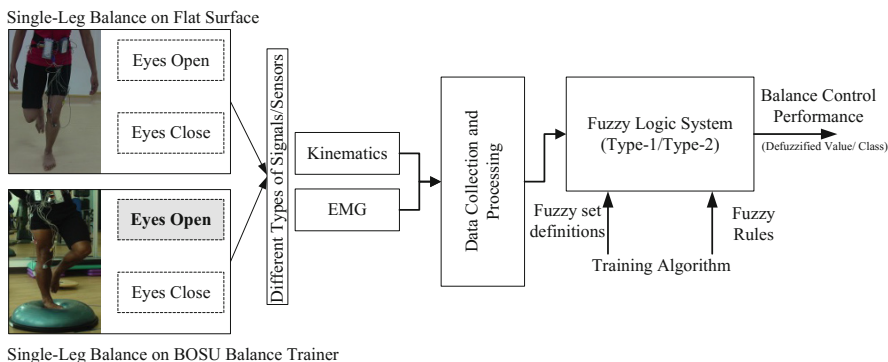 Single-Leg Balance on Flat Surface
Eyes Open
Eyes Close
Eyes Open
Eyes Close
Single-Leg Balance on BOSU Balance Trainer
Different Types of Signals/Sensors
Kinematics
EMG
Data Collection and
Processing
Fuzzy Logic System
(Type-1/Type-2)
Fuzzy set
definitions
Fuzzy
Rules
Training Algorithm
Balance Control
Performance
(Defuzzified Value/ Class)